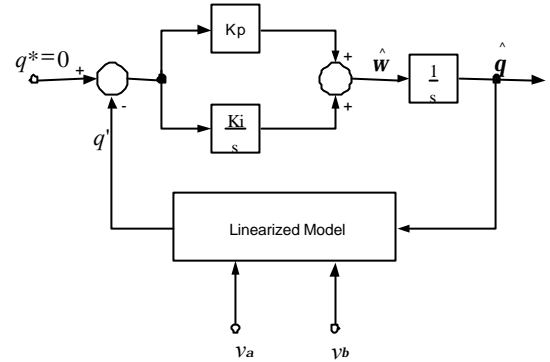 Kp
q*=0
+
-
+
+
ŵ
1
s
q̂
q'
Ki
s
Linearized Model
va
vb